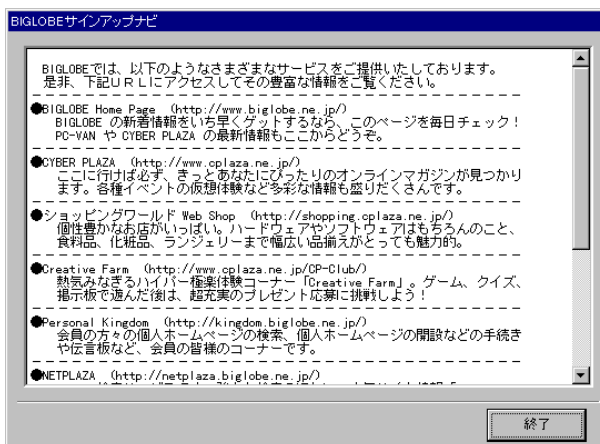 BIGLOBEサインアップナビ
BIGLOBEでは、以下のようなさまざまなサービスをご提供いたしております。
是非、下記URLにアクセスしてその豊富な情報をご覧ください。
●BIGLOBE Home Page (http://www.biglobe.ne.jp/)
BIGLOBE の新着情報をいち早くゲットするなら、このページを毎日チェック!
PC-VAN や CYBER PLAZA の最新情報もここからどうぞ。
●CYBER PLAZA (http://www.cplaza.ne.jp/)
ここに行けば必ず、きっとあなたにぴったりのオンラインマガジンが見つかり
ます。各種イベントの仮想体験など多彩な情報も盛りだくさんです。
●ショッピングワールド Web Shop (http://shopping.cplaza.ne.jp/)
個性豊かなお店がいっぱい。ハードウェアやソフトウェアはもちろんのこと、
食料品、化粧品、ランジェリーまで幅広い品揃えがとっても魅力的。
●Creative Farm (http://www.cplaza.ne.jp/CP-Club/)
熱気みなぎるハイパー極楽体験コーナー「Creative Farm」。ゲーム、クイズ、
掲示板で遊んだ後は、超充実のプレゼント応募に挑戦しよう!
●Personal Kingdom (http://kingdom.biglobe.ne.jp/)
会員の方々の個人ホームページの検索、個人ホームページの開設などの手続き
や伝言板など、会員の皆様のコーナーです。
●NETPLAZA (http://netplaza.biglobe.ne.jp/)
終了